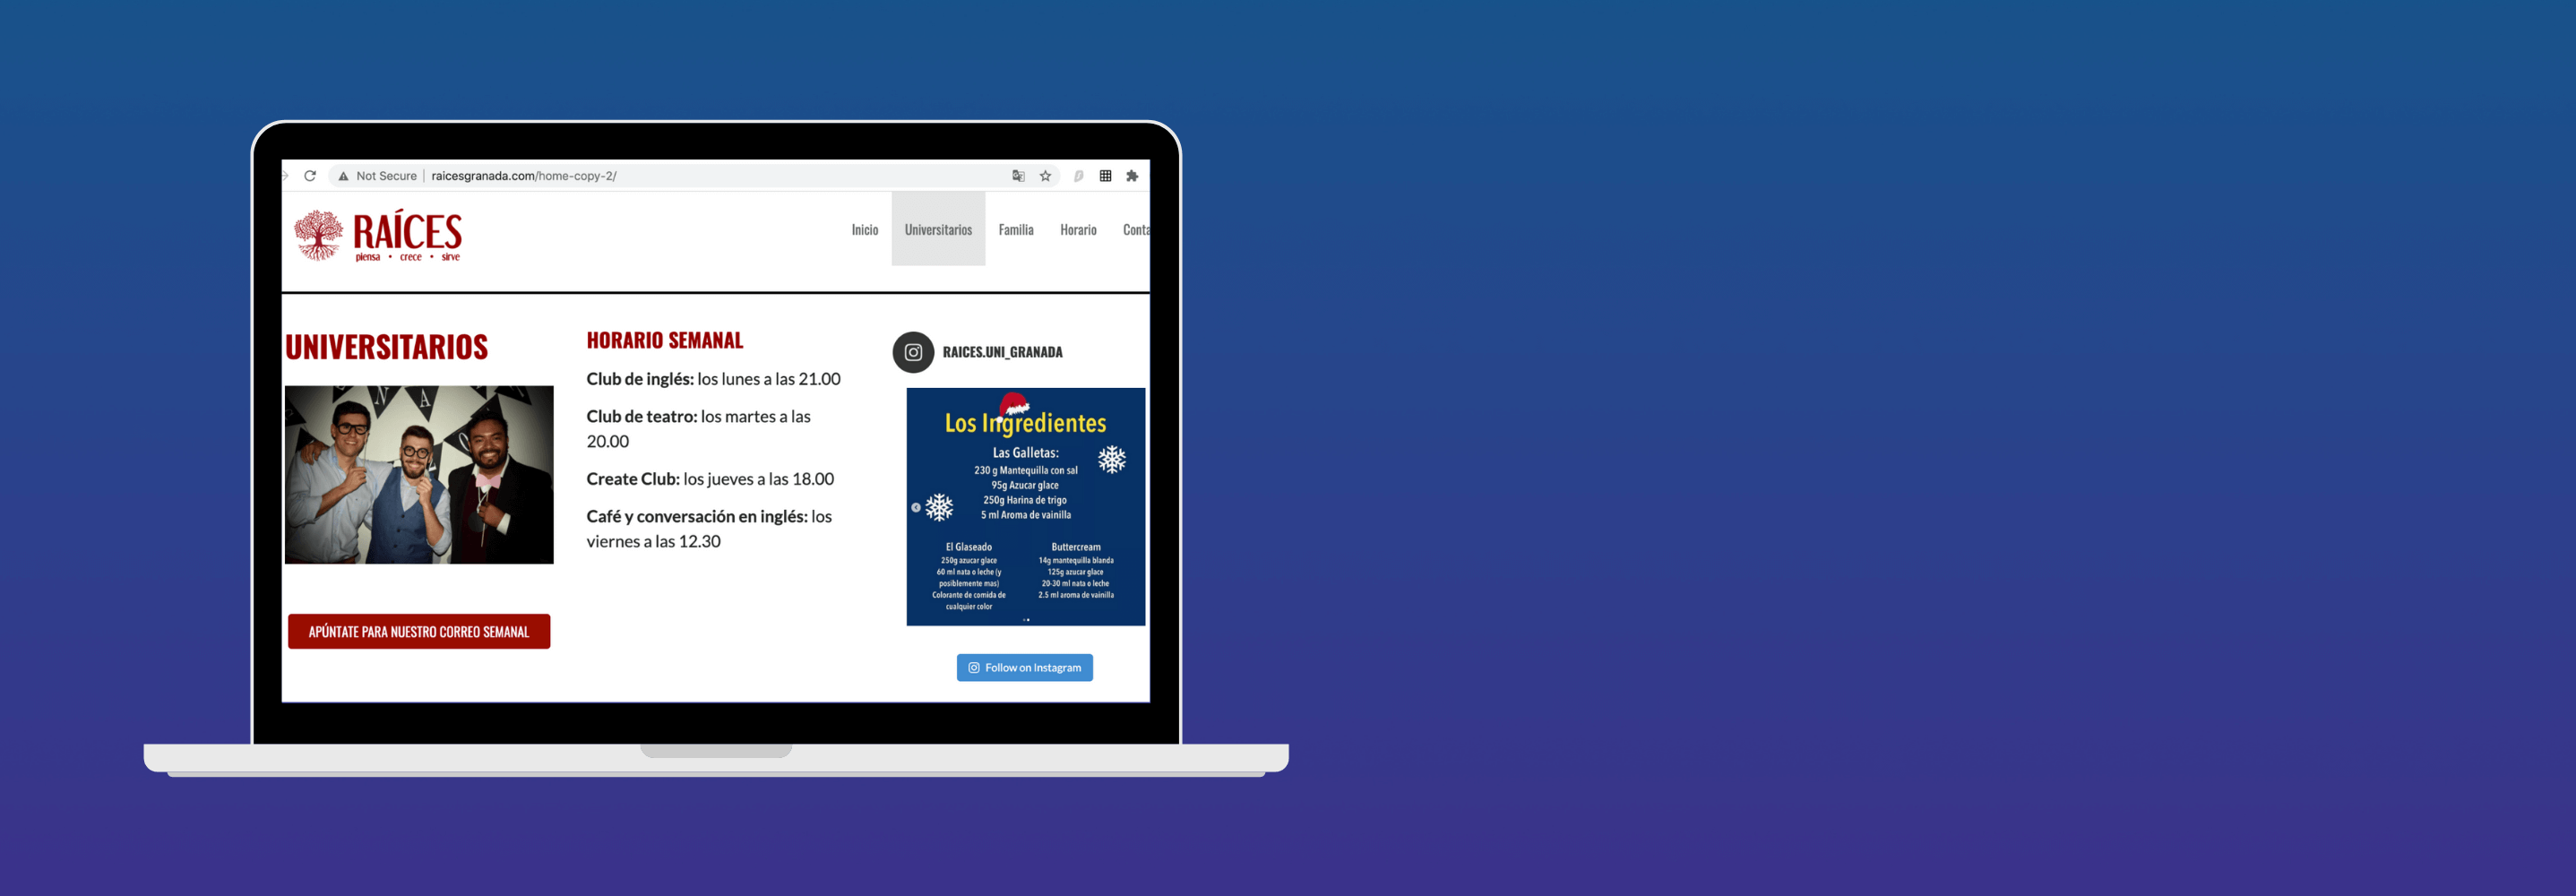 Not Secure | raicesgranada.com/home-copy-2/
RAÍCES
piensa • crece • sirve
Inicio
Universitarios
Familia
Horario
Conta
UNIVERSITARIOS
N A
APÚNTATE PARA NUESTRO CORREO SEMANAL
HORARIO SEMANAL
Club de inglés: los lunes a las 21.00
Club de teatro: los martes a las
20.00
Create Club: los jueves a las 18.00
Café y conversación en inglés: los
viernes a las 12.30
RAICES.UNI_GRANADA
Los Ingredientes
Las Galletas:
230 g Mantequilla con sal
95g Azucar glace
250g Harina de trigo
5 ml Aroma de vainilla
El Glaseado
250g azucar glace
60 ml nata o leche (y
posiblemente mas)
Colorante de comida de
cualquier color
Buttercream
14g mantequilla blanda
125g azucar glace
20-30 ml nata o leche
2.5 ml aroma de vainilla
Follow on Instagram